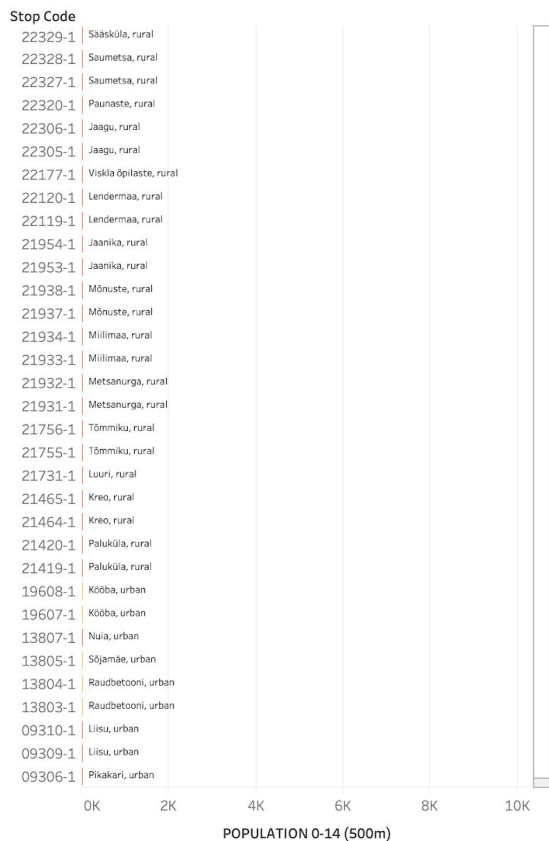 Stop Code
22329-1 Sääsküla, rural
22328-1 Saumetsa, rural
22327-1 Saumetsa, rural
22320-1 Paunaste, rural
22306-1 Jaagu, rural
22305-1 Jaagu, rural
22177-1 Viskla õpilaste, rural
22120-1 Lendermaa, rural
22119-1 Lendermaa, rural
21954-1 Jaanika, rural
21953-1 Jaanika, rural
21938-1 Mõnuste, rural
21937-1 Mõnuste, rural
21934-1 Miilimaa, rural
21933-1 Miilimaa, rural
21932-1 Metsanurga, rural
21931-1 Metsanurga, rural
21756-1 Tõmmiku, rural
21755-1 Tõmmiku, rural
21731-1 Luuri, rural
21465-1 Kreo, rural
21464-1 Kreo, rural
21420-1 Paluküla, rural
21419-1 Paluküla, rural
19608-1 Kööba, urban
19607-1 Kööba, urban
13807-1 Nuia, urban
13805-1 Sõjamäe, urban
13804-1 Raudbetooni, urban
13803-1 Raudbetooni, urban
09310-1 Liisu, urban
09309-1 Liisu, urban
09306-1 Pikakari, urban
0K 2K 4K 6K 8K 10K
POPULATION 0-14 (500m)